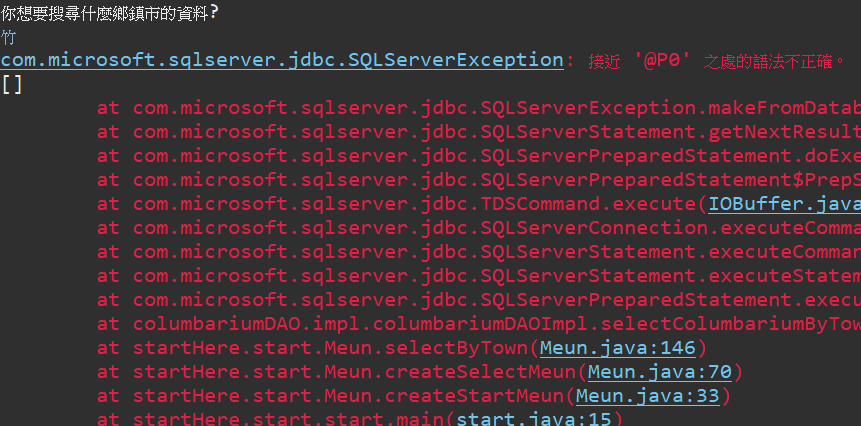 你想要搜尋什麼鄉鎮市的資料?
竹
com.microsoft.sqlserver.jdbc.SQLServerException: 接近 '@P0' 之處的語法不正確。
[]
at com.microsoft.sqlserver.jdbc.SQLServerException.makeFromDatab
at com.microsoft.sqlserver.jdbc.SQLServerStatement.getNextResult
at com.microsoft.sqlserver.jdbc.SQLServerPreparedStatement.doExe
at com.microsoft.sqlserver.jdbc.SQLServerPreparedStatement$PrepS
at com.microsoft.sqlserver.jdbc.TDSCommand.execute(IOBuffer.java
at com.microsoft.sqlserver.jdbc.SQLServerConnection.executeComma
at com.microsoft.sqlserver.jdbc.SQLServerStatement.executeComman
at com.microsoft.sqlserver.jdbc.SQLServerStatement.executeStatem
at com.microsoft.sqlserver.jdbc.SQLServerPreparedStatement.execu
at columbariumDAO.impl.columbariumDAOImpl.selectColumbariumByTow
at startHere.start.Meun.selectByTown(Meun.java:146)
at startHere.start.Meun.createSelectMeun(Meun.java:70)
at startHere.start.Meun.createStartMeun(Meun.java:33)
at startHere.start.start.main(start.java:15)